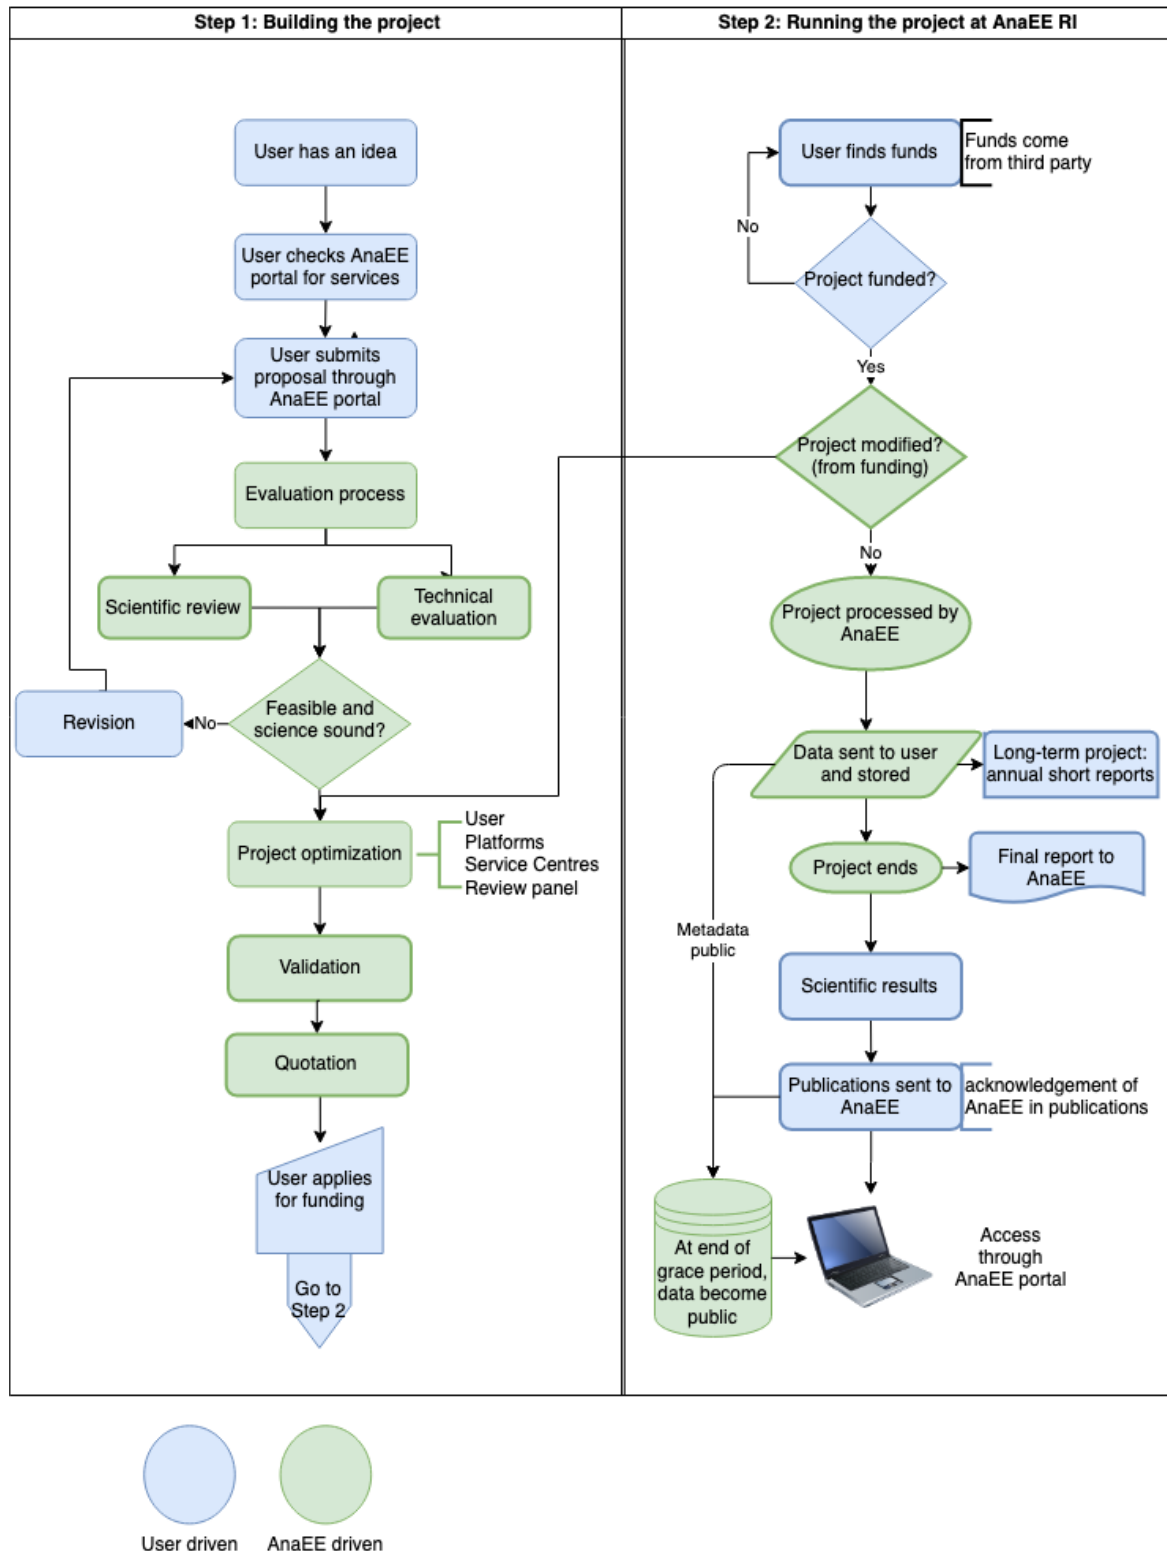 Step 1: Building the project
Step 2: Running the project at AnaEE RI
User has an idea
User checks AnaEE
portal for services
User submits
proposal through
AnaEE portal
Evaluation process
Scientific review
Technical
evaluation
Feasible and
science sound?
No
Revision
Project optimization
User
Platforms
Service Centres
Review panel
Validation
Quotation
User applies
for funding
Go to
Step 2
User finds funds
Funds come
from third party
No
Project funded?
Yes
Project modified?
(from funding)
No
Project processed by
AnaEE
Data sent to user
and stored
Long-term project:
annual short reports
Project ends
Final report to
AnaEE
Metadata
public
Scientific results
Publications sent to
AnaEE
acknowledgement of
AnaEE in publications
At end of
grace period,
data become
public
Access
through
AnaEE portal
User driven
AnaEE driven